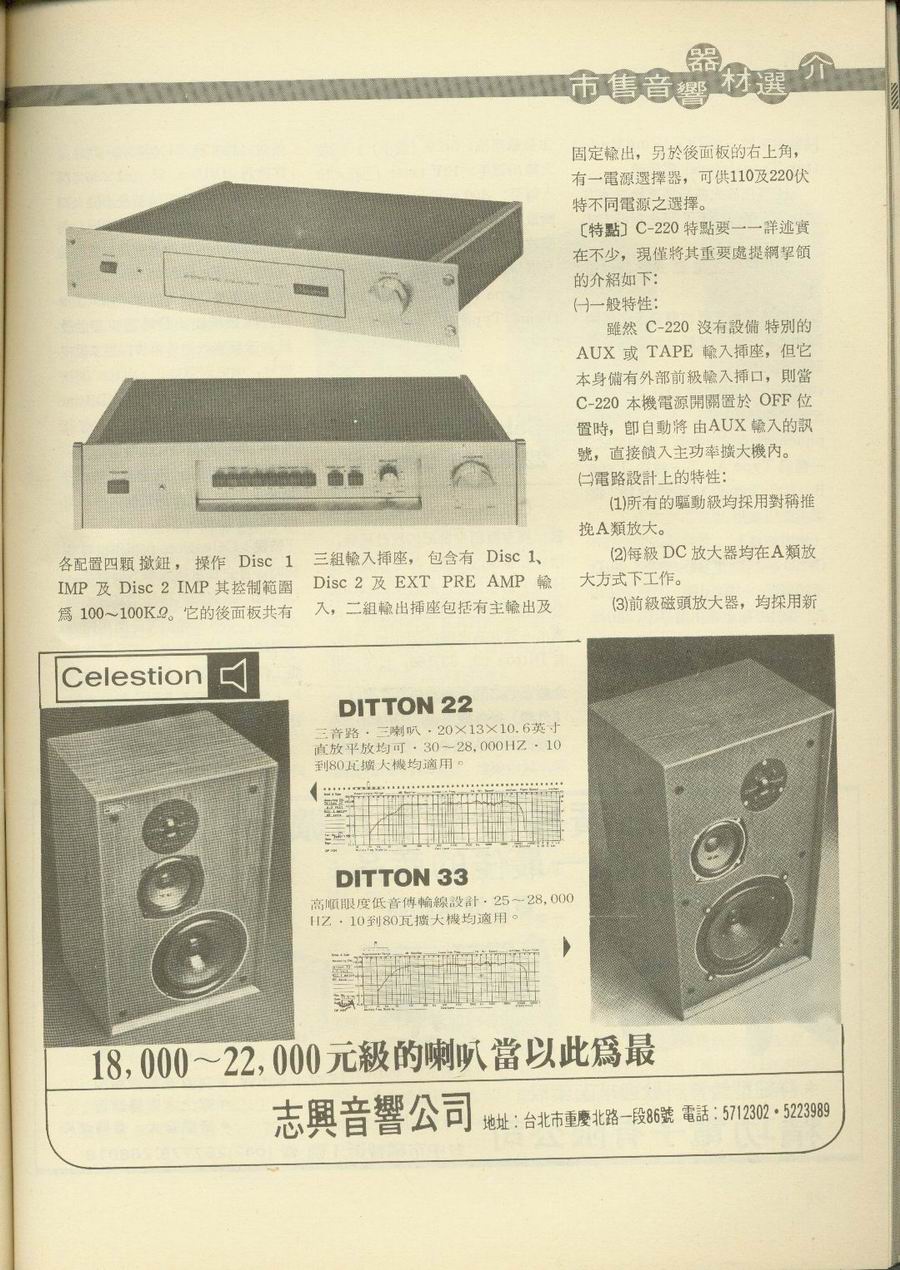 市售音響器材選介
各配置四顆撳鈕，操作 Disc 1
IMP 及 Disc 2 IMP 其控制範圍
爲 100～100KΩ。它的後面板共有
三組輸入揷座，包含有 Disc 1、
Disc 2 及 EXT PRE AMP 輸
入，二組輸出揷座包括有主輸出及
固定輸出，另於後面板的右上角，
有一電源選擇器，可供110及220伏
特不同電源之選擇。
〔特點〕C-220 特點要一一詳述實
在不少，現僅將其重要處提綱挈領
的介紹如下：
㈠一般特性：
雖然 C-220 沒有設備特別的
AUX 或 TAPE 輸入揷座，但它
本身備有外部前級輸入揷口，則當
C-220 本機電源開關置於 OFF 位
置時，卽自動將由AUX 輸入的訊
號，直接饋入主功率擴大機內。
㈡電路設計上的特性：
⑴所有的驅動級均採用對稱推
挽A類放大。
⑵每級 DC 放大器均在A類放
大方式下工作。
⑶前級磁頭放大器，均採用新
Celestion
DITTON 22
三音路・三喇叭・20×13×10.6英寸
直放平放均可・30～28,000HZ・10
到80瓦擴大機均適用。
DITTON 33
高順眼度低音傳輸線設計・25～28,000
HZ・10到80瓦擴大機均適用。
18,000～22,000元級的喇叭當以此爲最
志興音響公司 地址：台北市重慶北路一段86號 電話：5712302・5223989